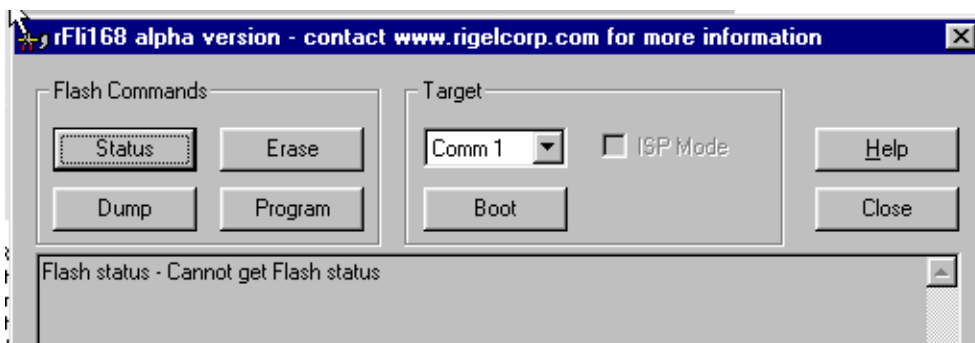 rFli168 alpha version - contact www.rigelcorp.com for more information
Flash Commands
Target
Status
Erase
Comm 1
ISP Mode
Help
Dump
Program
Boot
Close
Flash status - Cannot get Flash status